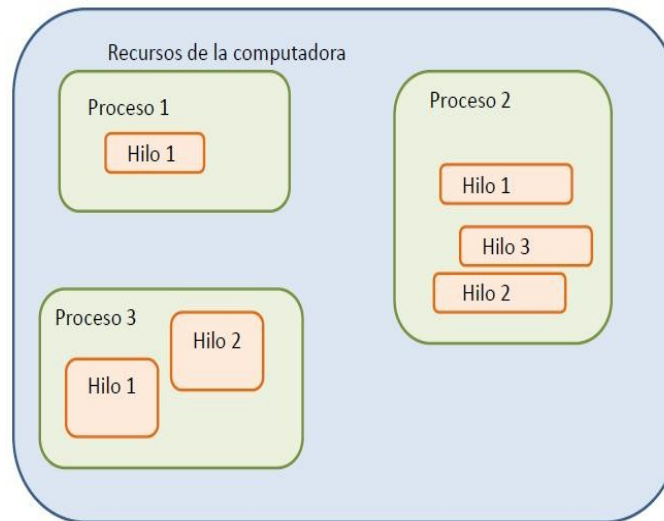 Recursos de la computadora
Proceso 1
Hilo 1
Proceso 2
Hilo 1
Hilo 3
Hilo 2
Proceso 3
Hilo 2
Hilo 1